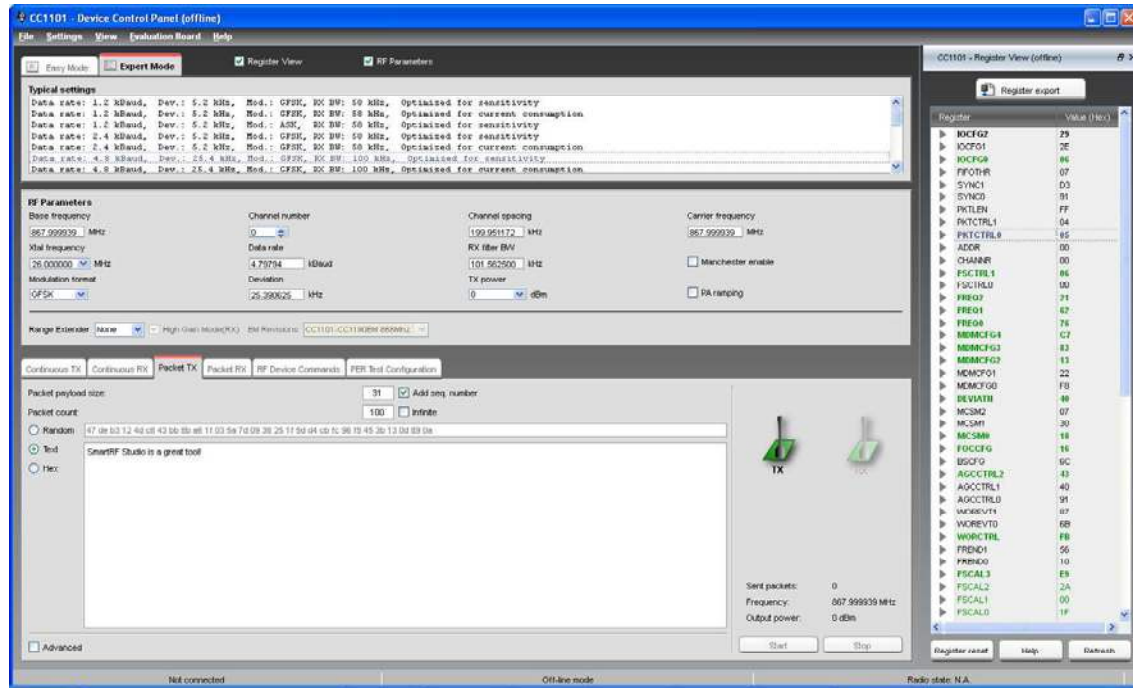 CC1101 - Device Control Panel (offline)
File Settings View Evaluation Board Help
Easy Mode Expert Mode Register View RF Parameters
Typical settings
Data rate: 1.2 kBaud, Dev.: 5.2 kHz, Mod.: GFSK, RX BW: 58 kHz, Optimized for sensitivity
Data rate: 1.2 kBaud, Dev.: 5.2 kHz, Mod.: GFSK, RX BW: 58 kHz, Optimized for current consumption
Data rate: 1.2 kBaud, Dev.: 5.2 kHz, Mod.: ASK, RX BW: 58 kHz, Optimized for sensitivity
Data rate: 2.4 kBaud, Dev.: 5.2 kHz, Mod.: GFSK, RX BW: 58 kHz, Optimized for sensitivity
Data rate: 2.4 kBaud, Dev.: 5.2 kHz, Mod.: GFSK, RX BW: 58 kHz, Optimized for current consumption
Data rate: 4.8 kBaud, Dev.: 25.4 kHz, Mod.: GFSK, RX BW: 100 kHz, Optimized for sensitivity
Data rate: 4.8 kBaud, Dev.: 25.4 kHz, Mod.: GFSK, RX BW: 100 kHz, Optimized for current consumption
RF Parameters
Base frequency Channel number Channel spacing Carrier frequency
867.999939 MHz 0 199.951172 kHz 867.999939 MHz
Xtal frequency Data rate RX filter BW
26.000000 MHz 4.79794 kBaud 101.562500 kHz Manchester enable
Modulation format Deviation TX power
GFSK 25.390625 kHz 0 dBm PA ramping
Range Extender None High Gain Mode(RX) EM Revisions CC1101-CC1190EM 868MHz
Continuous TX Continuous RX Packet TX Packet RX RF Device Commands PER Test Configuration
Packet payload size: 31 Add seq. number
Packet count: 100 Infinite
Random
Text SmartRF Studio is a great tool!
Hex
TX
RX
Sent packets: 0
Frequency: 867.999939 MHz
Output power: 0 dBm
Advanced
Start Stop
Not connected Off-line mode Radio state: N.A.
CC1101 - Register View (offline)
Register export
Register Value (Hex)
IOCFG2 29
IOCFG1 2E
IOCFG0 06
FIFOTHR 07
SYNC1 D3
SYNC0 91
PKTLEN FF
PKTCTRL1 04
PKTCTRL0 05
ADDR 00
CHANNR 00
FSCTRL1 06
FSCTRL0 00
FREQ2 21
FREQ1 62
FREQ0 76
MDMCFG4 C7
MDMCFG3 83
MDMCFG2 13
MDMCFG1 22
MDMCFG0 F8
DEVIATN 40
MCSM2 07
MCSM1 30
MCSM0 18
FOCCFG 16
BSCFG 6C
AGCCTRL2 43
AGCCTRL1 40
AGCCTRL0 91
WOREVT1 87
WOREVT0 6B
WORCTRL FB
FREND1 56
FREND0 10
FSCAL3 E9
FSCAL2 2A
FSCAL1 00
FSCAL0 1F
Register reset Help Refresh